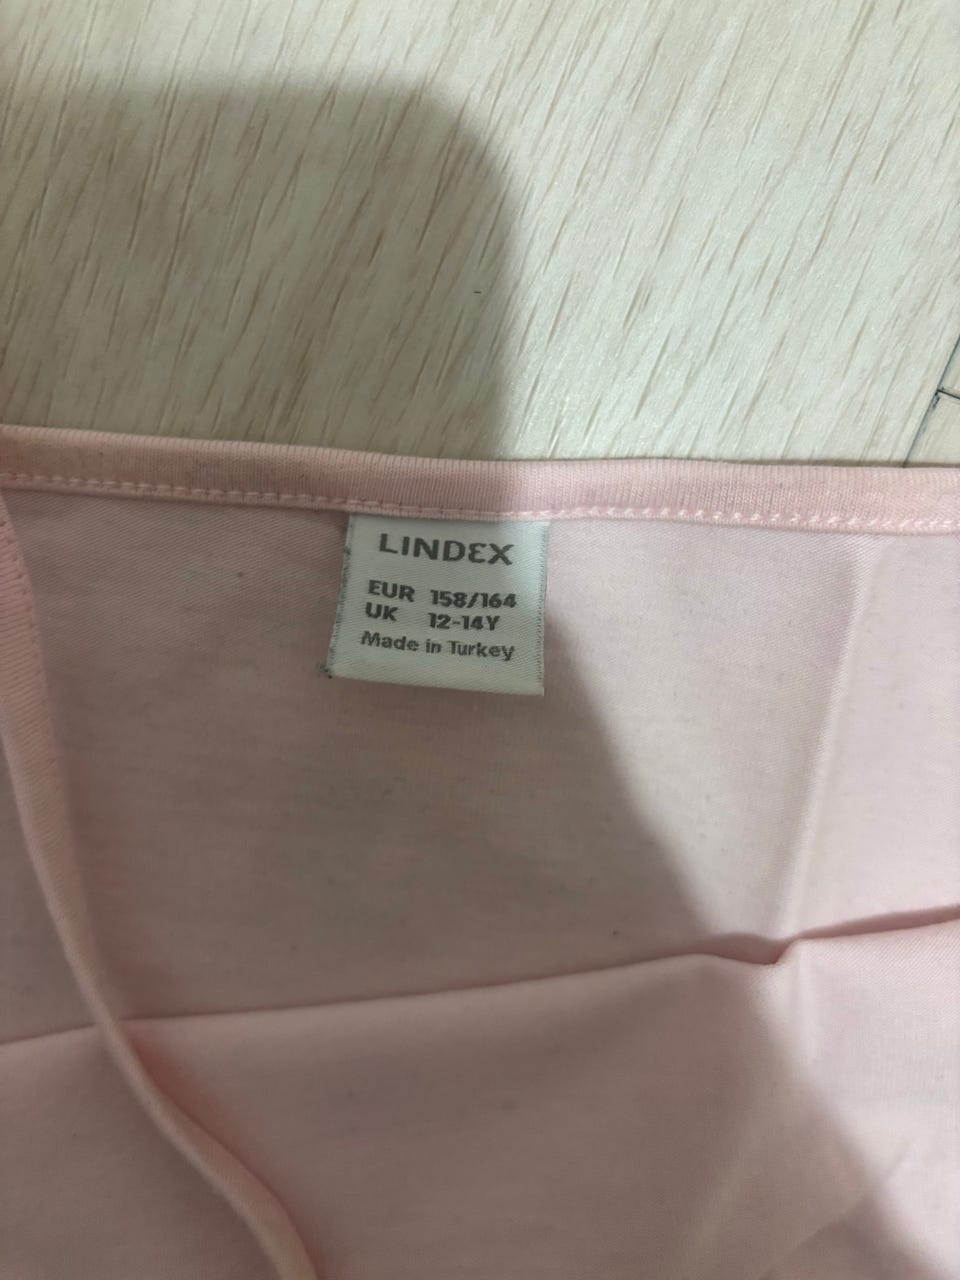 LINDEX
EUR 158/164
UK 12-14Y
Made in Turkey